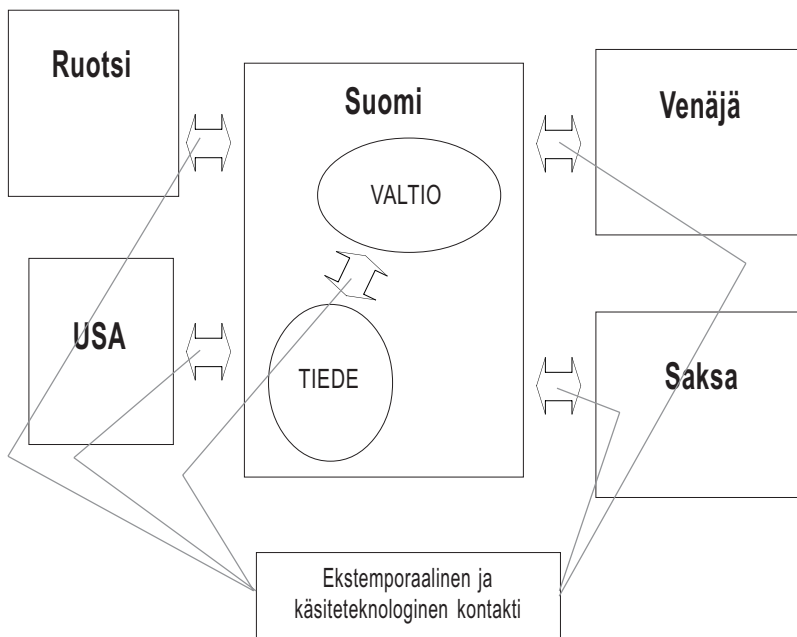 Ruotsi
Suomi
Venäjä
VALTIO
USA
TIEDE
Saksa
Ekstemporaalinen ja
käsiteteknologinen kontakti